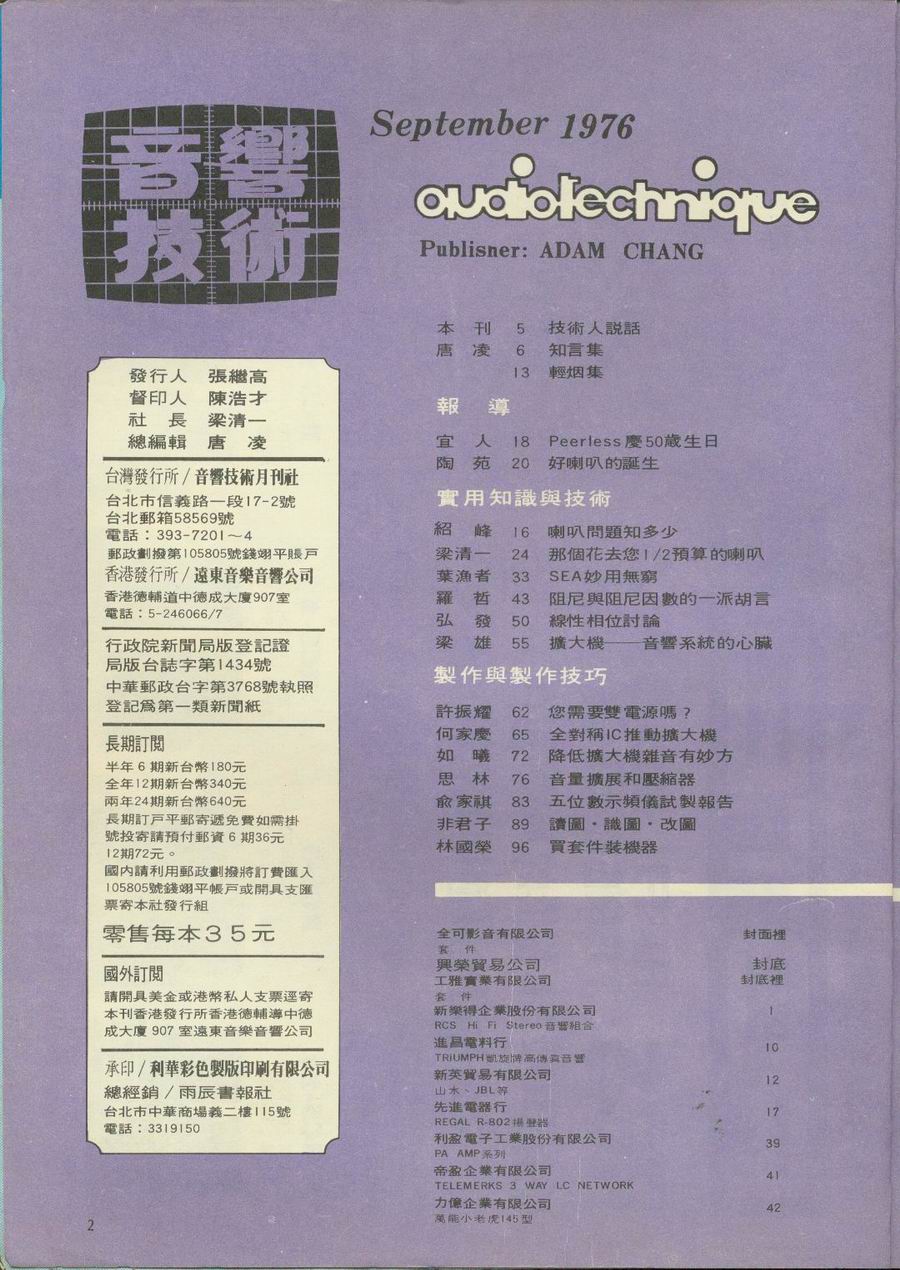 音響
技術
September 1976
audiotechnique
Publisner: ADAM CHANG
發行人 張繼高
督印人 陳浩才
社長 梁清一
總編輯 唐凌
台灣發行所/音響技術月刊社
台北市信義路一段17-2號
台北郵箱58569號
電話：393-7201～4
郵政劃撥第105805號錢翊平賬戶
香港發行所/遠東音樂音響公司
香港德輔道中德成大廈907室
電話：5-246066/7
行政院新聞局版登記證
局版台誌字第1434號
中華郵政台字第3768號執照
登記為第一類新聞紙
長期訂閱
半年6期新台幣180元
全年12期新台幣340元
兩年24期新台幣640元
長期訂戶平郵寄遞免費如需掛
號投寄請預付郵資6期36元
12期72元。
國內請利用郵政劃撥將訂費匯入
105805號錢翊平帳戶或開具支匯
票寄本社發行組
零售每本35元
國外訂閱
請開具美金或港幣私人支票逕寄
本刊香港發行所香港德輔導中德
成大廈907室遠東音樂音響公司
承印/利華彩色製版印刷有限公司
總經銷/雨辰書報社
台北市中華商場義二樓115號
電話：3319150
本刊 5 技術人說話
唐凌 6 知言集
13 輕烟集
報導
宜人 18 Peerless慶50歲生日
陶苑 20 好喇叭的誕生
實用知識與技術
紹峰 16 喇叭問題知多少
梁清一 24 那個花去您1/2預算的喇叭
葉漁者 33 SEA妙用無窮
羅哲 43 阻尼與阻尼因數的一派胡言
弘發 50 線性相位討論
梁雄 55 擴大機——音響系統的心臟
製作與製作技巧
許振耀 62 您需要雙電源嗎？
何家慶 65 全對稱IC推動擴大機
如曦 72 降低擴大機雜音有妙方
思林 76 音量擴展和壓縮器
俞家祺 83 五位數示頻儀試製報告
非君子 89 讀圖・識圖・改圖
林國榮 96 買套件裝機器
全可影音有限公司 封面裡
套件
興榮貿易公司 封底
工雅實業有限公司 封底裡
套件
新樂得企業股份有限公司 1
RCS Hi Fi Stereo音響組合
進昌電料行 10
TRIUMPH凱旋牌高傳真音響
新英貿易有限公司 12
山水、JBL等
先進電器行 17
REGAL R-802揚聲器
利盈電子工業股份有限公司 39
PA AMP系列
帝盈企業有限公司 41
TELEMERKS 3 WAY LC NETWORK
力億企業有限公司 42
萬能小老虎145型
2